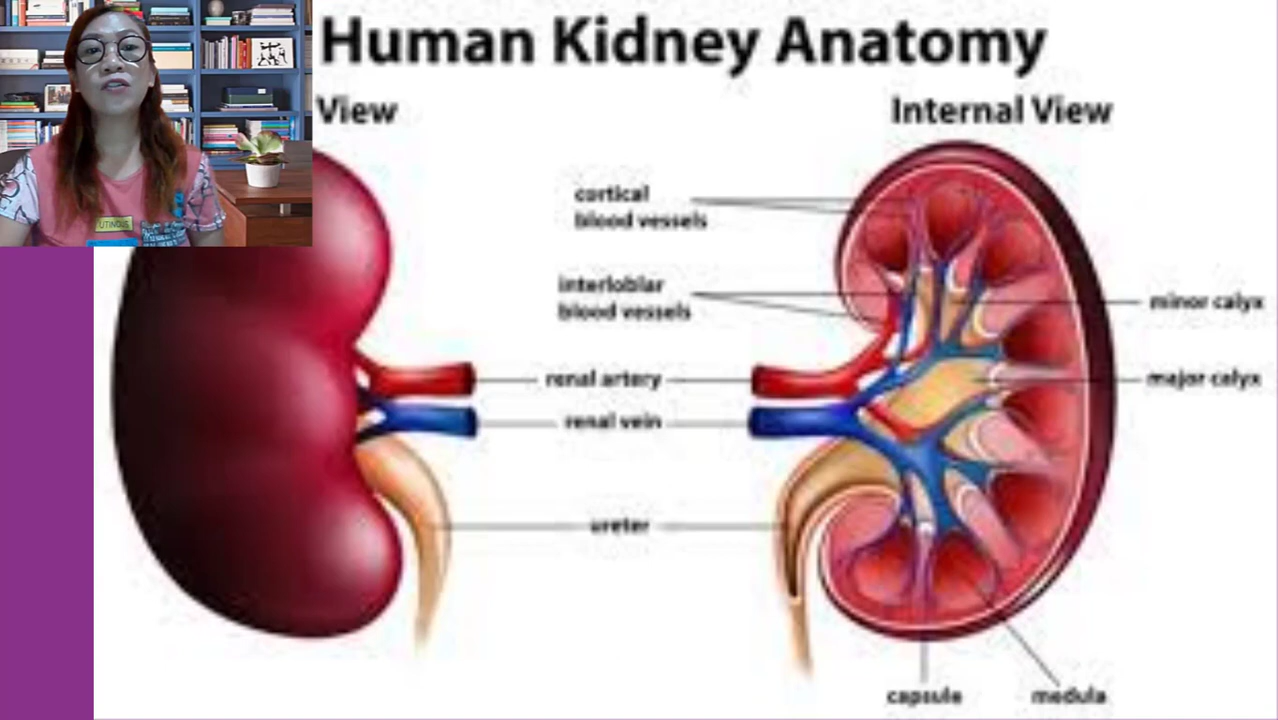 Human Kidney Anatomy
View
Internal View
cortical
blood vessels
interloblar
blood vessels
minor calyx
renal artery
major calyx
renal vein
ureter
capsule
medula